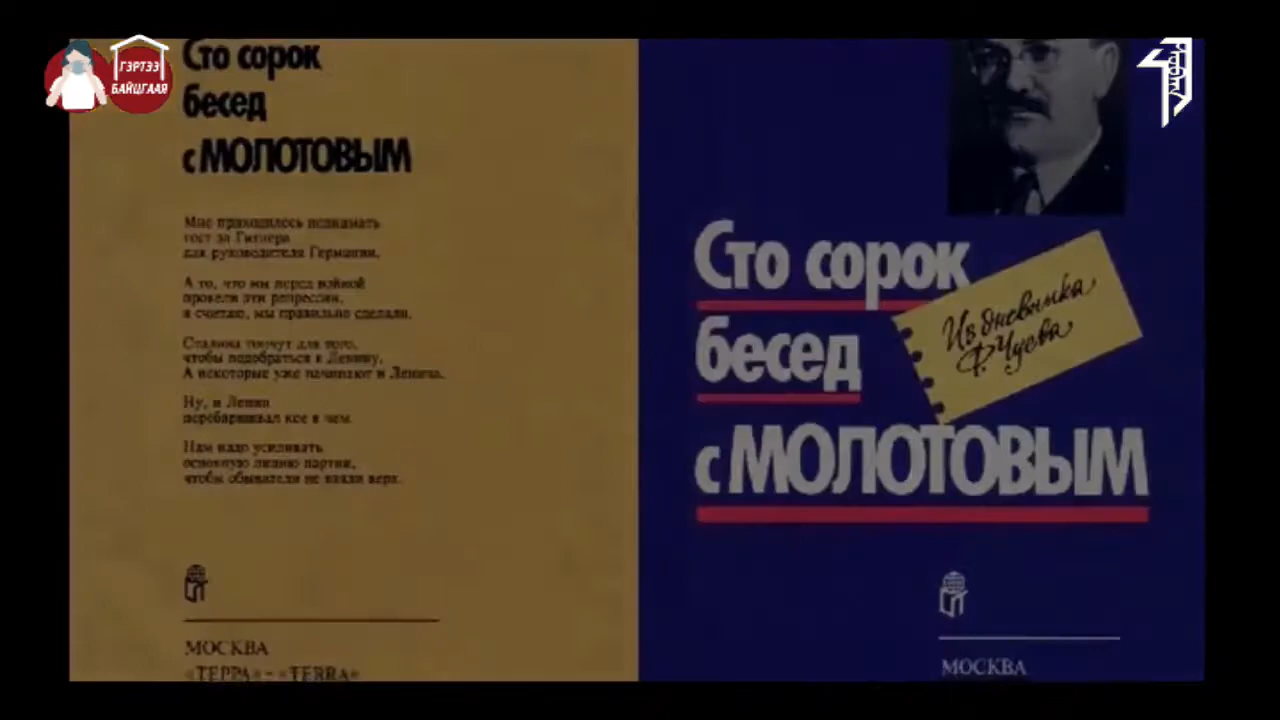 ГЭРТЭЭ
БАЙЦГААЯ
Сто сорок
бесед
с МОЛОТОВЫМ
Мне приходилось поднимать
тост за Гитлера
как руководителя Германии.
А то, что мы перед войной
провели эти репрессии,
я считаю, мы правильно сделали.
Сталина топчут для того,
чтобы подобраться к Ленину.
А некоторые уже начинают и Ленина.
Ну, и Ленин
перебарщивал кое в чем.
Нам надо усиливать
основную линию партии,
чтобы обыватели не взяли верх.
МОСКВА
«ТЕРРА» – «TERRA»
Сто сорок
бесед
с МОЛОТОВЫМ
Из дневника
Ф. Чуева
МОСКВА